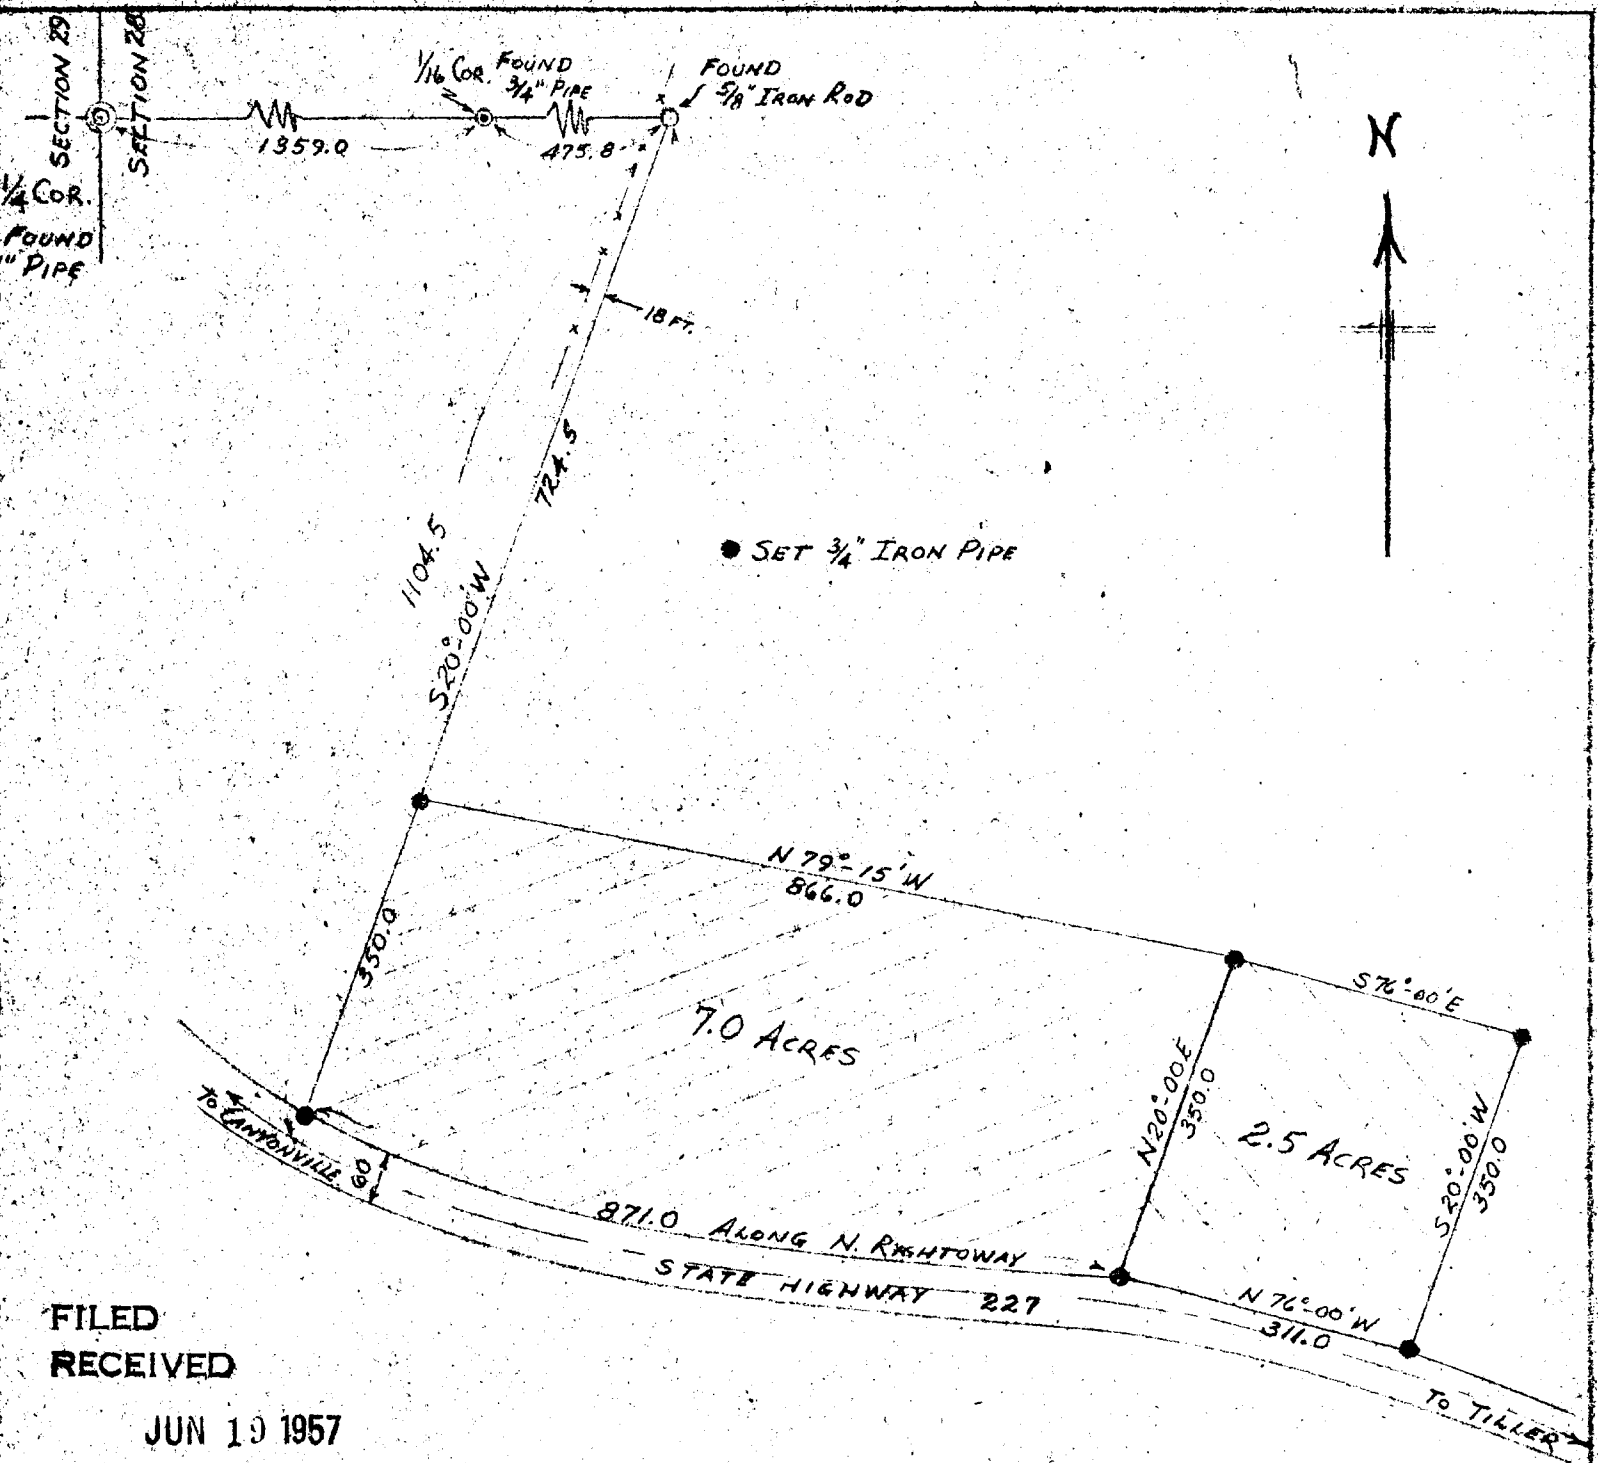 SECTION 29
SECTION 28
1/4 COR.
FOUND
" PIPE
1/16 COR. FOUND
3/4" PIPE
FOUND
5/8" IRON ROD
1359.0
475.8
N
18 FT.
724.5
1104.5
S20°-00'W
SET 3/4" IRON PIPE
N 79°-15'W
866.0
350.0
7.0 ACRES
S 76°-00'E
N20°-00E
350.0
2.5 ACRES
S 20°-00'W
350.0
TO CANYONVILLE
60
871.0 ALONG N. RIGHTOWAY
STATE HIGHWAY 227
N 76°-00'W
311.0
TO TILLER
FILED
RECEIVED
JUN 19 1957